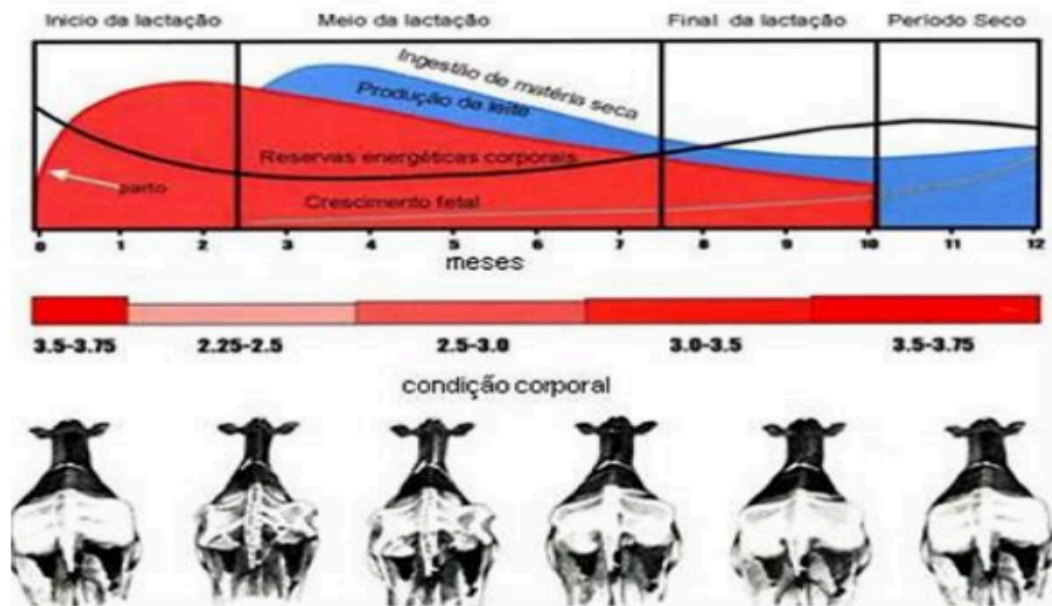 Inicio da lactação Meio da lactação Final da lactação Período Seco
Ingestão de matéria seca
Produção de leite
Reservas energéticas corporais
parto
Crescimento fetal
0 1 2 3 4 5 6 7 8 9 10 11 12
meses
3.5-3.75 2.25-2.5 2.5-3.0 3.0-3.5 3.5-3.75
condição corporal